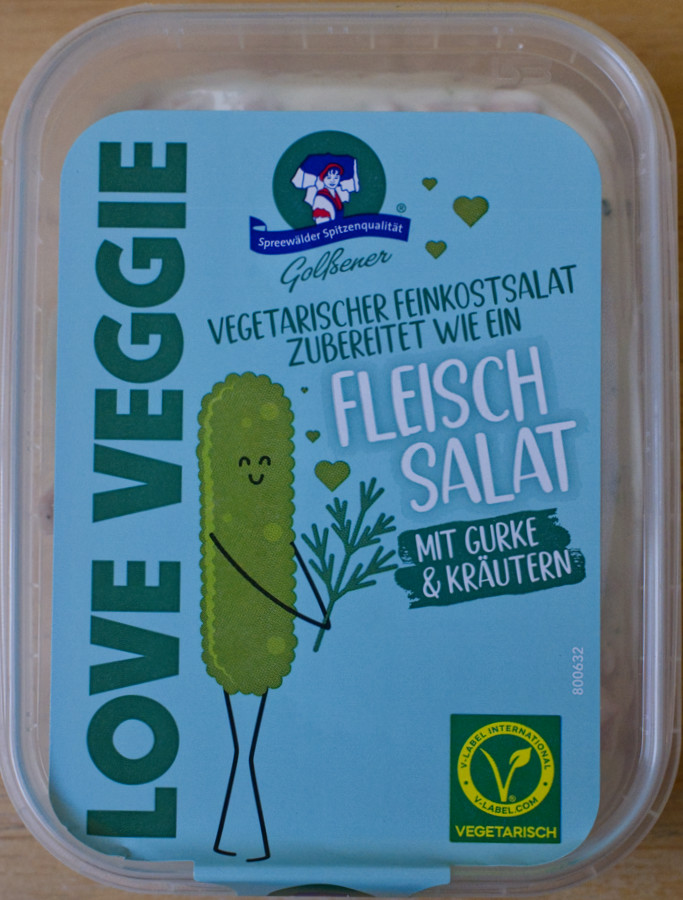 LOVE VEGGIE
Spreewälder Spitzenqualität
®
Golßener
VEGETARISCHER FEINKOSTSALAT
ZUBEREITET WIE EIN
FLEISCH
SALAT
MIT GURKE
& KRÄUTERN
800632
V-LABEL INTERNATIONAL
V-LABEL.COM
®
VEGETARISCH